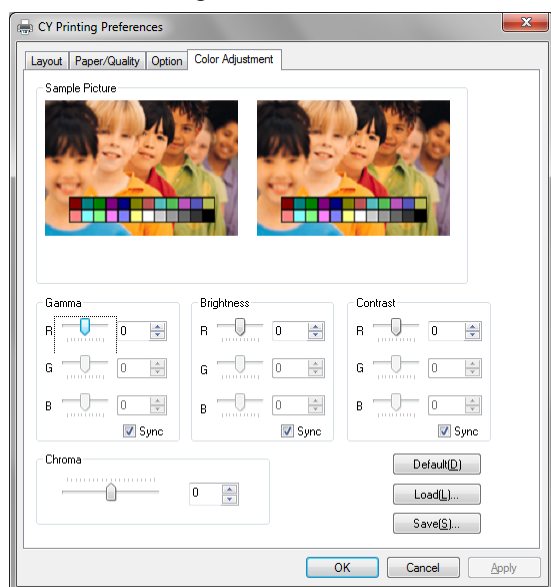 CY Printing Preferences
Layout Paper/Quality Option Color Adjustment
Sample Picture
Gamma Brightness Contrast
R 0 R 0 R 0
G 0 G 0 G 0
B 0 B 0 B 0
Sync Sync Sync
Chroma
0
Default(D)
Load(L)...
Save(S)...
OK Cancel Apply